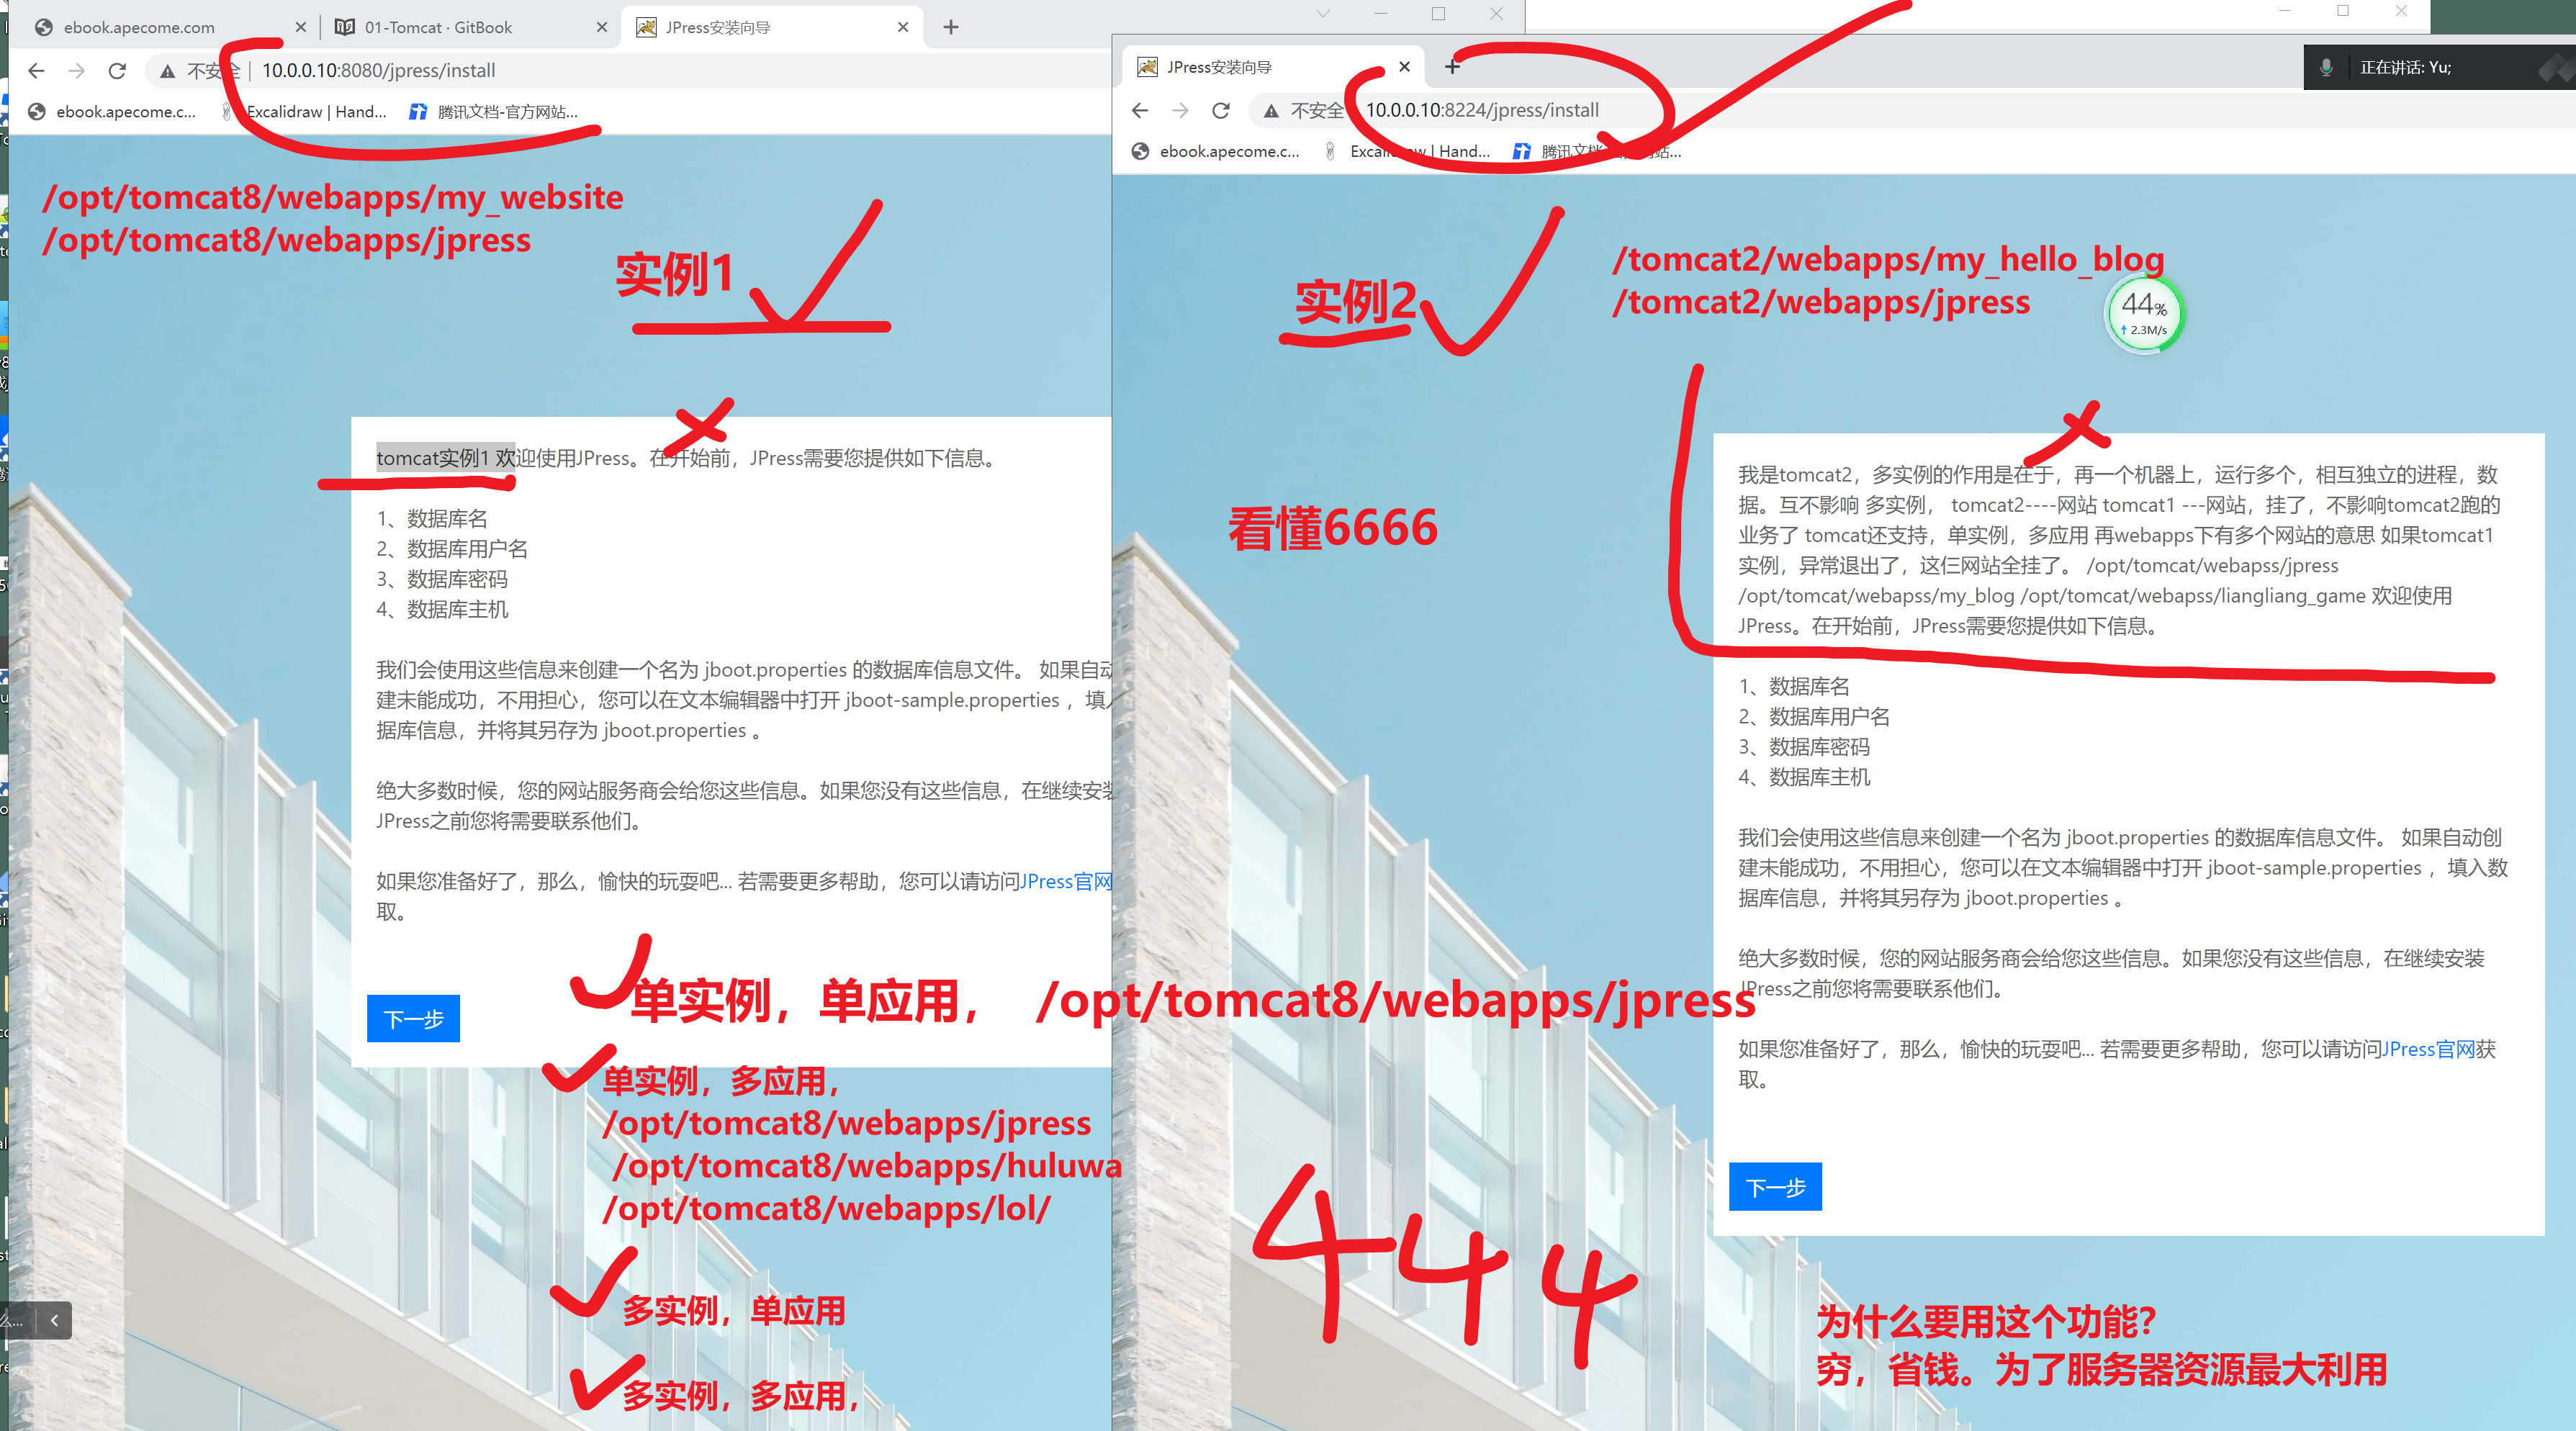 ebook.apecome.com
01-Tomcat · GitBook
JPress安装向导
不安全
10.0.0.10:8080/jpress/install
ebook.apecome.c...
Excalidraw | Hand...
腾讯文档-官方网站...
/opt/tomcat8/webapps/my_website
/opt/tomcat8/webapps/jpress
实例1
tomcat实例1 欢迎使用JPress。在开始前，JPress需要您提供如下信息。
1、数据库名
2、数据库用户名
3、数据库密码
4、数据库主机
我们会使用这些信息来创建一个名为 jboot.properties 的数据库信息文件。 如果自动
建未能成功，不用担心，您可以在文本编辑器中打开 jboot-sample.properties ，填入
据库信息，并将其另存为 jboot.properties 。
绝大多数时候，您的网站服务商会给您这些信息。如果您没有这些信息，在继续安装
JPress之前您将需要联系他们。
如果您准备好了，那么，愉快的玩耍吧... 若需要更多帮助，您可以请访问JPress官网
取。
下一步
单实例，单应用， /opt/tomcat8/webapps/jpress
单实例，多应用，
/opt/tomcat8/webapps/jpress
/opt/tomcat8/webapps/huluwa
/opt/tomcat8/webapps/lol/
多实例，单应用
多实例，多应用，
JPress安装向导
正在讲话: Yu;
不安全
10.0.0.10:8224/jpress/install
ebook.apecome.c...
Excalidraw | Hand...
腾讯文档
站...
实例2
/tomcat2/webapps/my_hello_blog
/tomcat2/webapps/jpress
44%
2.3M/s
看懂6666
我是tomcat2，多实例的作用是在于，再一个机器上，运行多个，相互独立的进程，数
据。互不影响 多实例， tomcat2----网站 tomcat1 ---网站，挂了，不影响tomcat2跑的
业务了 tomcat还支持，单实例，多应用 再webapps下有多个网站的意思 如果tomcat1
实例，异常退出了，这仨网站全挂了。 /opt/tomcat/webapss/jpress
/opt/tomcat/webapss/my_blog /opt/tomcat/webapss/liangliang_game 欢迎使用
JPress。在开始前，JPress需要您提供如下信息。
1、数据库名
2、数据库用户名
3、数据库密码
4、数据库主机
我们会使用这些信息来创建一个名为 jboot.properties 的数据库信息文件。 如果自动创
建未能成功，不用担心，您可以在文本编辑器中打开 jboot-sample.properties ，填入数
据库信息，并将其另存为 jboot.properties 。
绝大多数时候，您的网站服务商会给您这些信息。如果您没有这些信息，在继续安装
JPress之前您将需要联系他们。
如果您准备好了，那么，愉快的玩耍吧... 若需要更多帮助，您可以请访问JPress官网获
取。
下一步
444
为什么要用这个功能?
穷，省钱。为了服务器资源最大利用